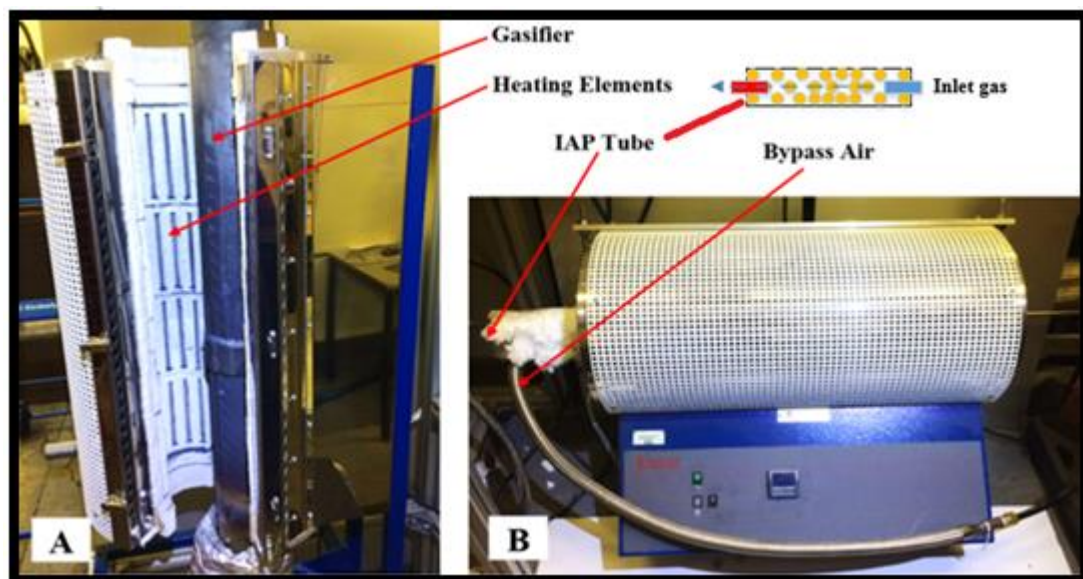 Gasifier
Heating Elements
Inlet gas
IAP Tube
Bypass Air
A
B